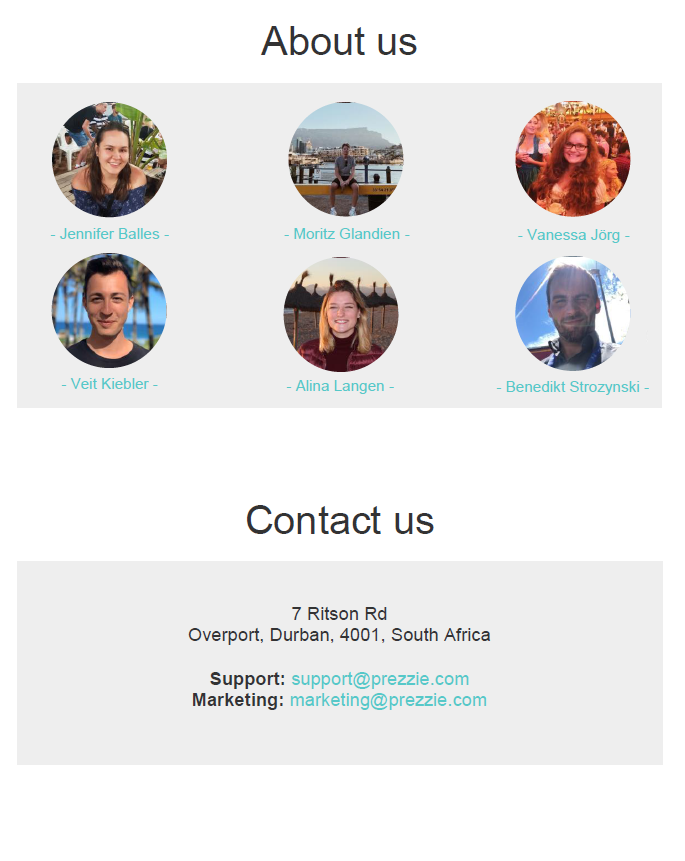 About us
- Jennifer Balles -
- Moritz Glandien -
- Vanessa Jörg -
- Veit Kiebler -
- Alina Langen -
- Benedikt Strozynski -
Contact us
7 Ritson Rd
Overport, Durban, 4001, South Africa
Support: support@prezzie.com
Marketing: marketing@prezzie.com